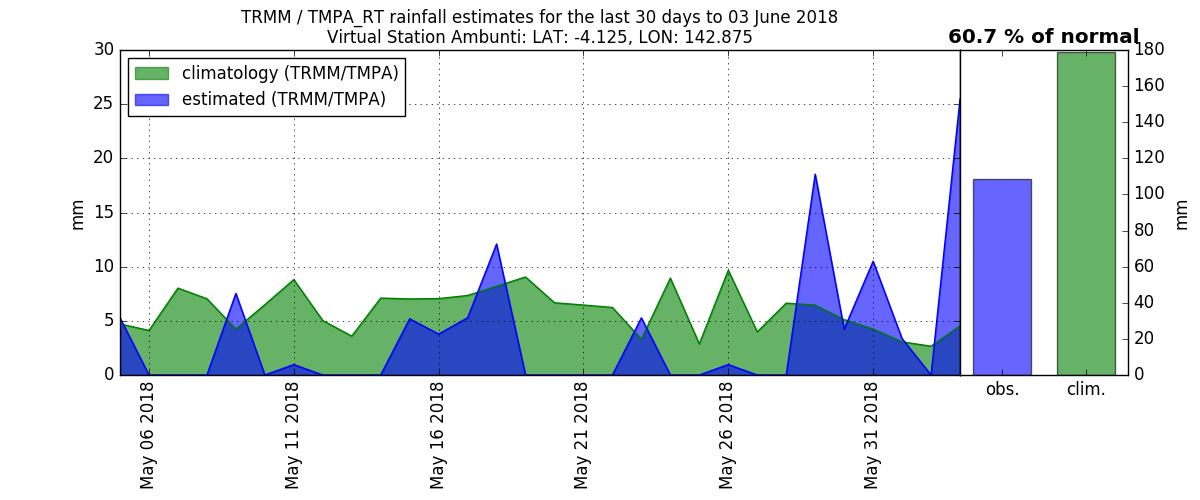 TRMM / TMPA_RT rainfall estimates for the last 30 days to 03 June 2018
Virtual Station Ambunti: LAT: -4.125, LON: 142.875
60.7 % of normal
climatology (TRMM/TMPA)
estimated (TRMM/TMPA)
30
25
20
15
10
5
0
mm
May 06 2018
May 11 2018
May 16 2018
May 21 2018
May 26 2018
May 31 2018
obs.
clim.
180
160
140
120
100
80
60
40
20
0
mm